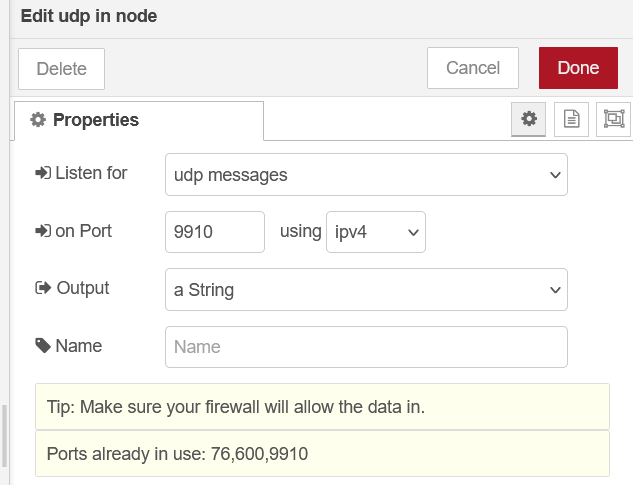 Edit udp in node
Delete
Cancel
Done
Properties
Listen for
udp messages
on Port
9910
using
ipv4
Output
a String
Name
Name
Tip: Make sure your firewall will allow the data in.
Ports already in use: 76,600,9910